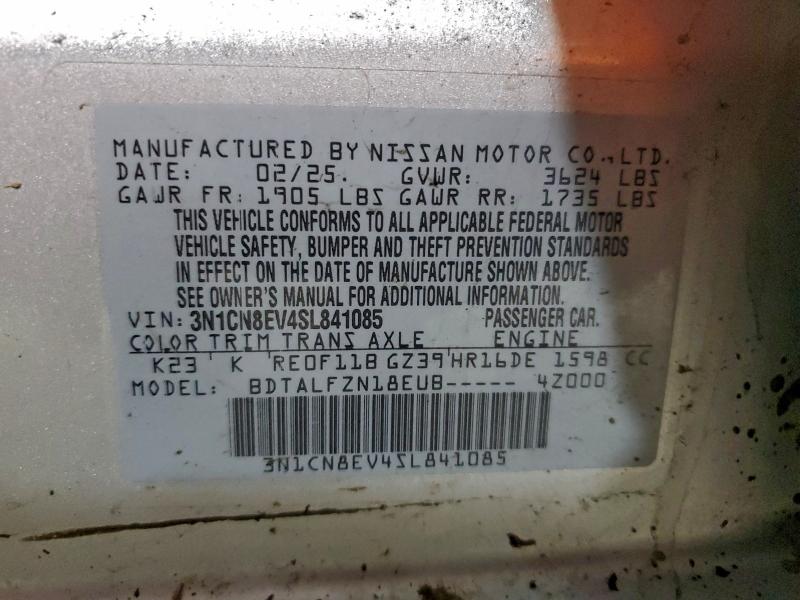 MANUFACTURED BY NISSAN MOTOR CO., LTD.
DATE: 02/25. GVWR: 3624 LBS
GAWR FR: 1905 LBS GAWR RR: 1735 LBS
THIS VEHICLE CONFORMS TO ALL APPLICABLE FEDERAL MOTOR
VEHICLE SAFETY, BUMPER AND THEFT PREVENTION STANDARDS
IN EFFECT ON THE DATE OF MANUFACTURE SHOWN ABOVE.
SEE OWNER'S MANUAL FOR ADDITIONAL INFORMATION.
VIN: 3N1CN8EV4SL841085 PASSENGER CAR.
COLOR TRIM TRANS AXLE ENGINE
K23 K RE0F11B GZ39 HR16DE 1598 CC
MODEL: BDTALFZN18EUB----- 4Z000
3N1CN8EV4SL841085